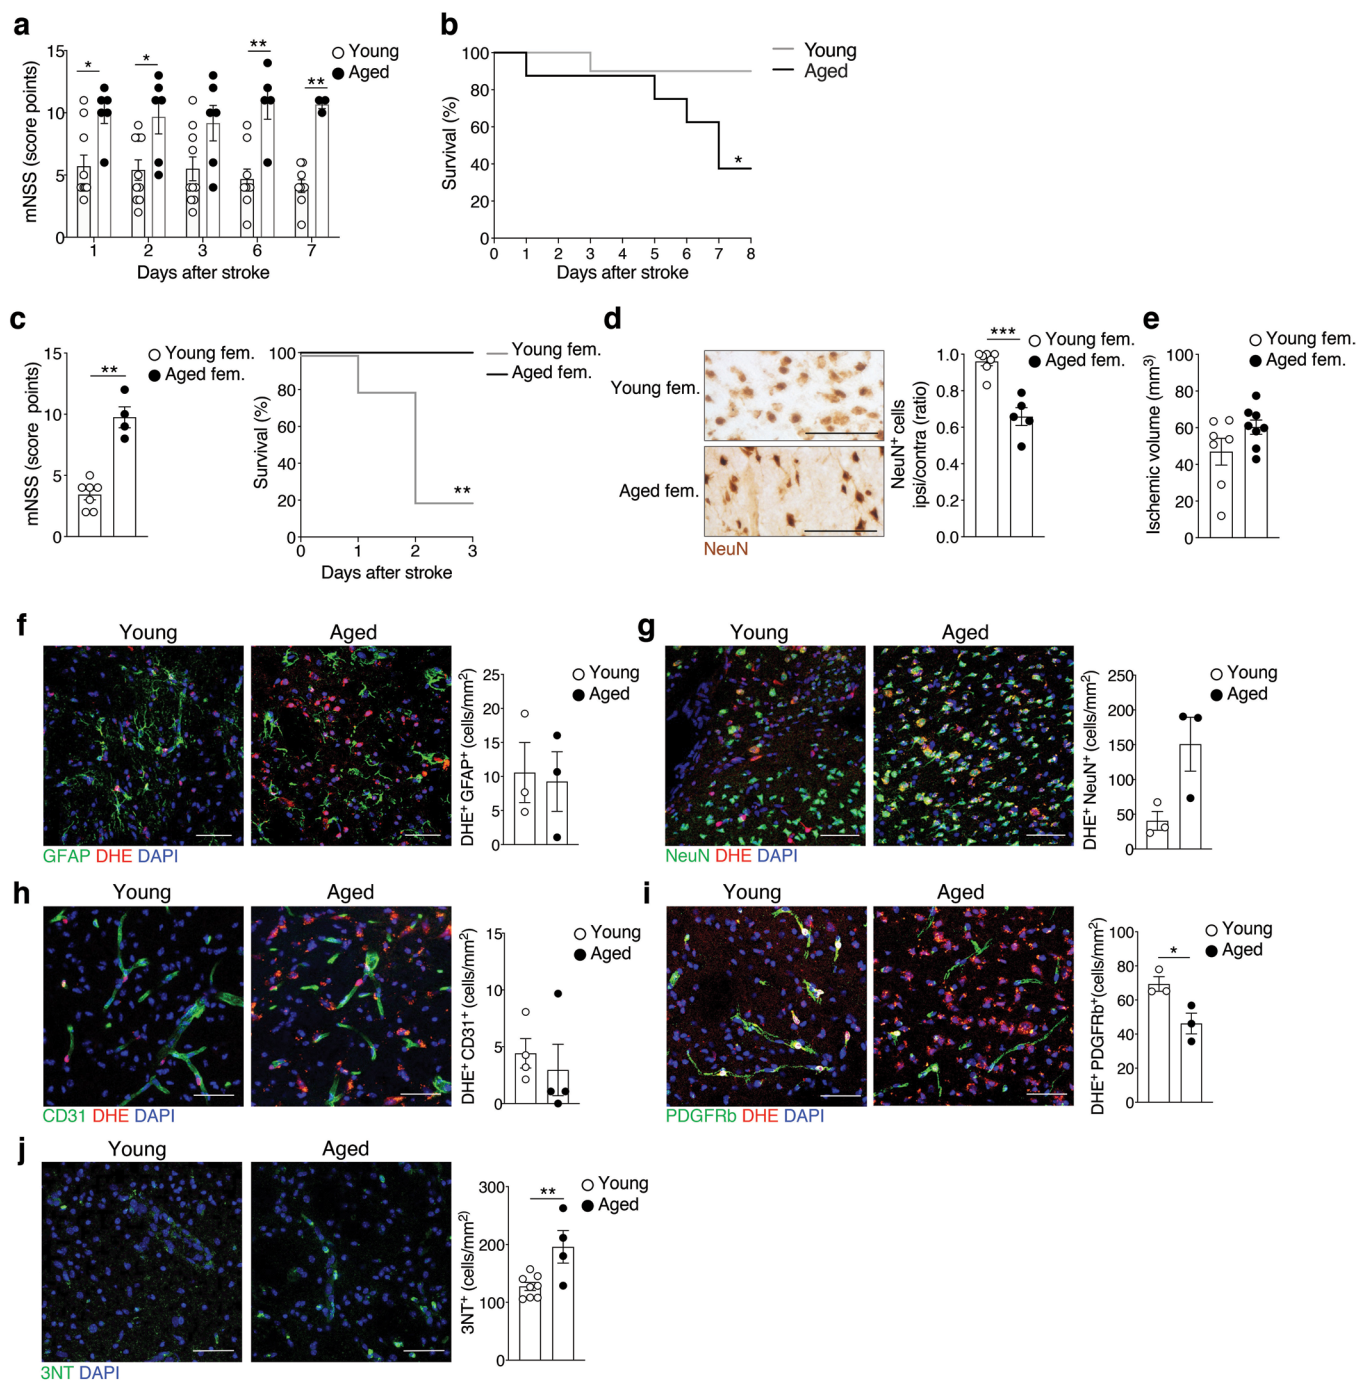 a
mNSS (score points)
15
10
5
0
* * ** **
Young
Aged
1 2 3 6 7
Days after stroke
b
Survival (%)
100
80
60
40
20
0
*
Young
Aged
0 1 2 3 4 5 6 7 8
Days after stroke
c
mNSS (score points)
15
10
5
0
**
Young fem.
Aged fem.
Survival (%)
100
80
60
40
20
0
**
Young fem.
Aged fem.
0 1 2 3
Days after stroke
d
Young fem.
Aged fem.
NeuN
NeuN+ cells
ipsi/contra (ratio)
1.0
0.8
0.6
0.4
0.2
0.0
***
Young fem.
Aged fem.
e
Ischemic volume (mm3)
100
80
60
40
20
0
Young fem.
Aged fem.
f
Young Aged
GFAP DHE DAPI
DHE+ GFAP+ (cells/mm2)
25
20
15
10
5
0
Young
Aged
g
Young Aged
NeuN DHE DAPI
DHE+ NeuN+ (cells/mm2)
250
200
150
100
50
0
Young
Aged
h
Young Aged
CD31 DHE DAPI
DHE+ CD31+ (cells/mm2)
15
10
5
0
Young
Aged
i
Young Aged
PDGFRb DHE DAPI
DHE+ PDGFRb+(cells/mm2)
100
80
60
40
20
0
*
Young
Aged
j
Young Aged
3NT DAPI
3NT+ (cells/mm2)
300
200
100
0
**
Young
Aged